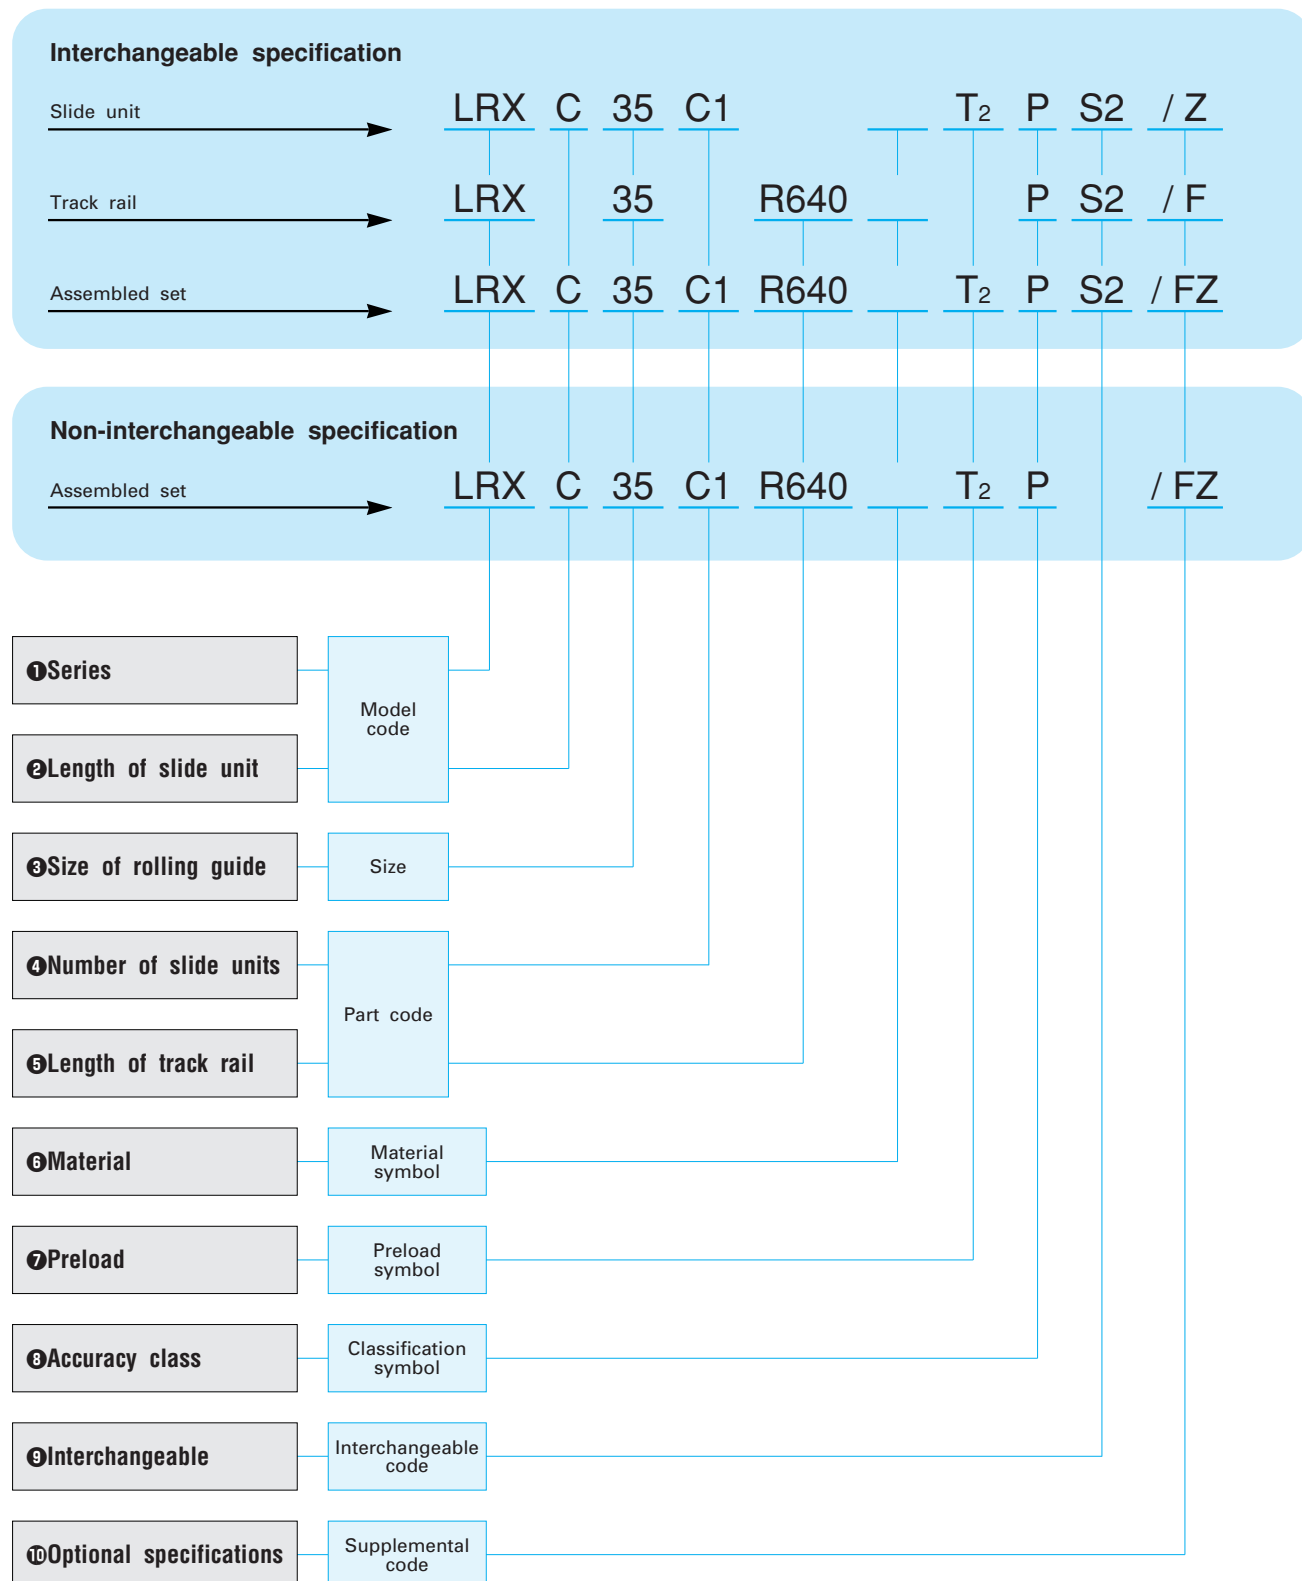 Interchangeable specification
Slide unit LRX C 35 C1 T2 P S2 / Z
Track rail LRX 35 R640 P S2 / F
Assembled set LRX C 35 C1 R640 T2 P S2 / FZ
Non-interchangeable specification
Assembled set LRX C 35 C1 R640 T2 P / FZ
❶Series
Model
code
❷Length of slide unit
❸Size of rolling guide
Size
❹Number of slide units
Part code
❺Length of track rail
❻Material
Material
symbol
❼Preload
Preload
symbol
❽Accuracy class
Classification
symbol
❾Interchangeable
Interchangeable
code
❿Optional specifications
Supplemental
code